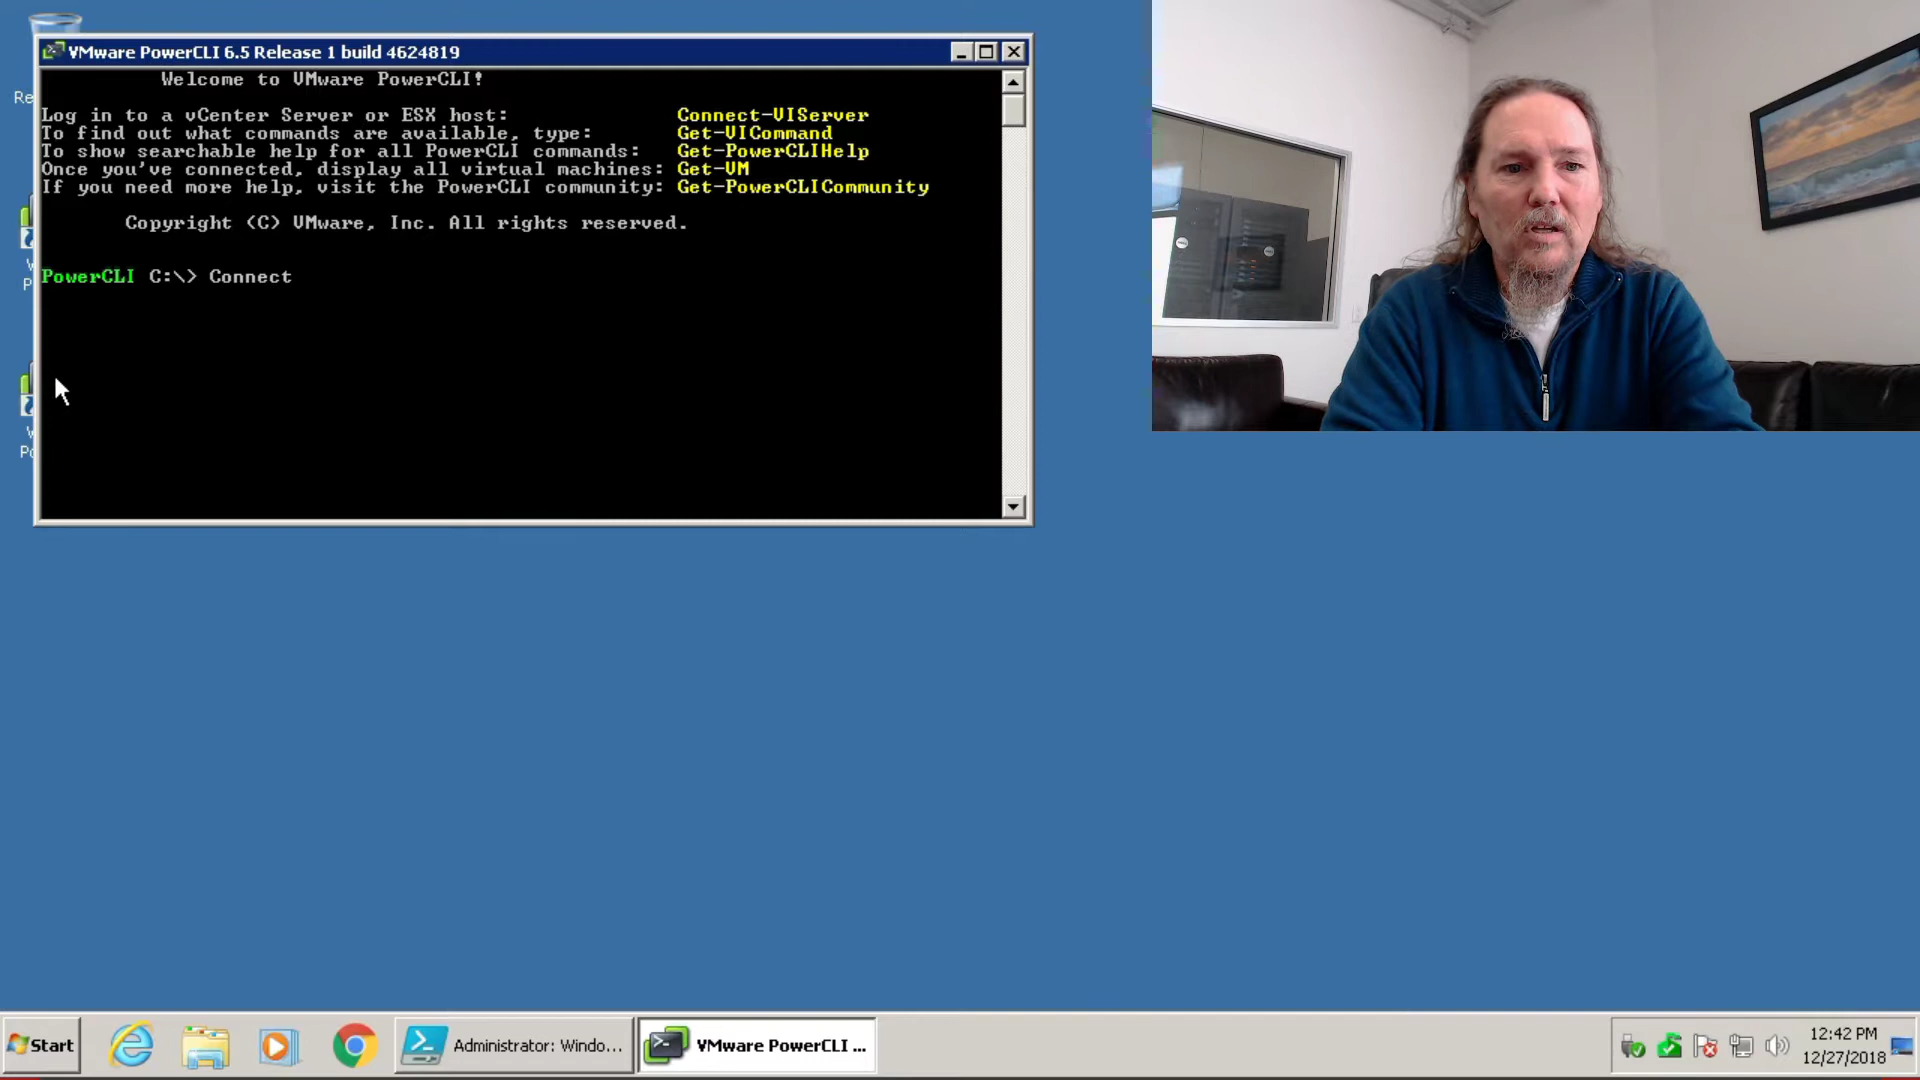 VMware PowerCLI 6.5 Release 1 build 4624819
Welcome to VMware PowerCLI!
Log in to a vCenter Server or ESX host: Connect-VIServer
To find out what commands are available, type: Get-VICommand
To show searchable help for all PowerCLI commands: Get-PowerCLIHelp
Once you've connected, display all virtual machines: Get-VM
If you need more help, visit the PowerCLI community: Get-PowerCLICommunity
Copyright (C) VMware, Inc. All rights reserved.
PowerCLI C:\> Connect
Re
P
Po
Start
Administrator: Windo...
VMware PowerCLI ...
12:42 PM
12/27/2018